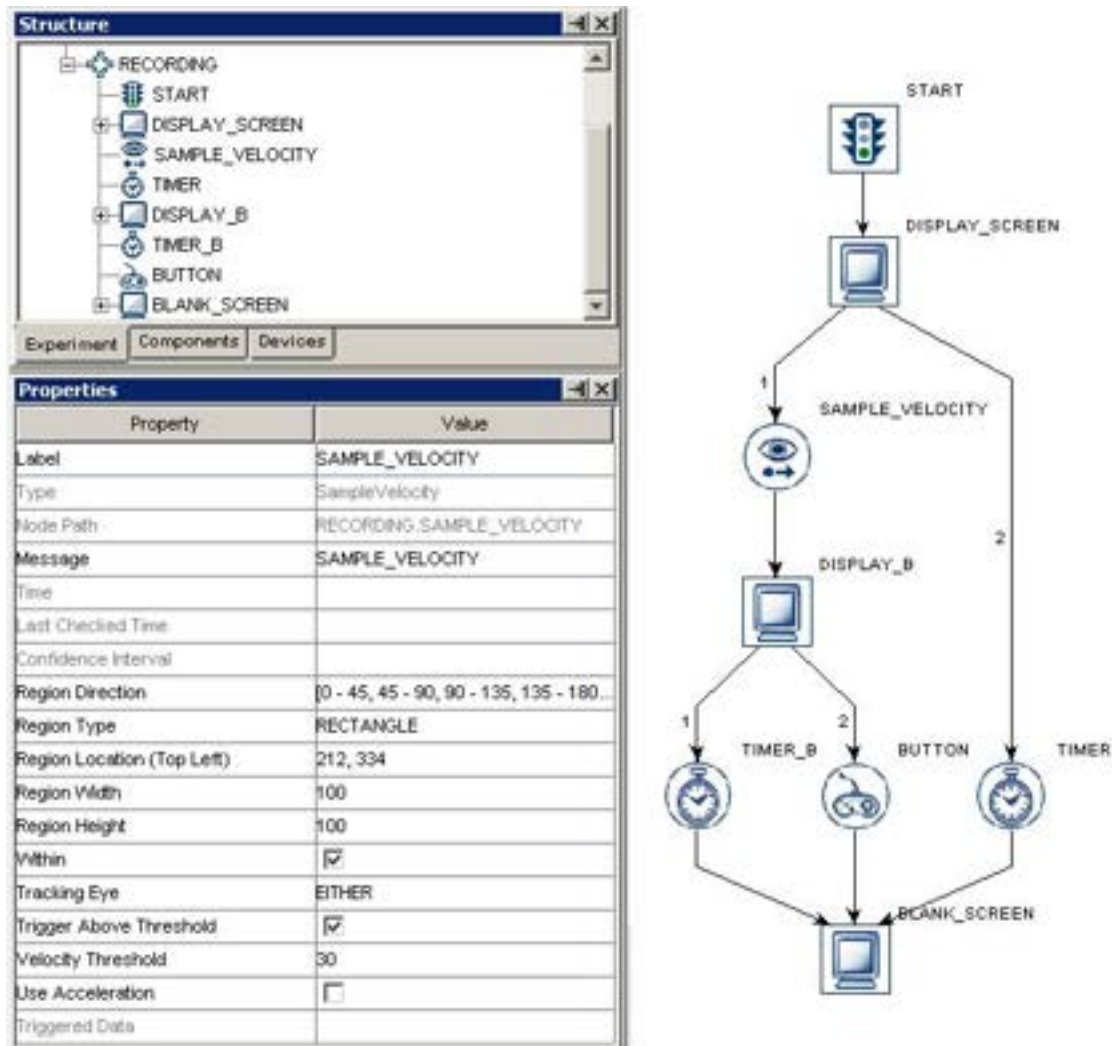 Structure
RECORDING
START
DISPLAY_SCREEN
SAMPLE_VELOCITY
TIMER
DISPLAY_B
TIMER_B
BUTTON
BLANK_SCREEN
Experiment Components Devices
Properties
Property Value
Label SAMPLE_VELOCITY
Type SampleVelocity
Node Path RECORDING.SAMPLE_VELOCITY
Message SAMPLE_VELOCITY
Time
Last Checked Time
Confidence Interval
Region Direction [0 - 45, 45 - 90, 90 - 135, 135 - 180...
Region Type RECTANGLE
Region Location (Top Left) 212, 334
Region Width 100
Region Height 100
Within
Tracking Eye EITHER
Trigger Above Threshold
Velocity Threshold 30
Use Acceleration
Triggered Data
START
DISPLAY_SCREEN
1
SAMPLE_VELOCITY
2
DISPLAY_B
1 2
TIMER_B BUTTON TIMER
BLANK_SCREEN